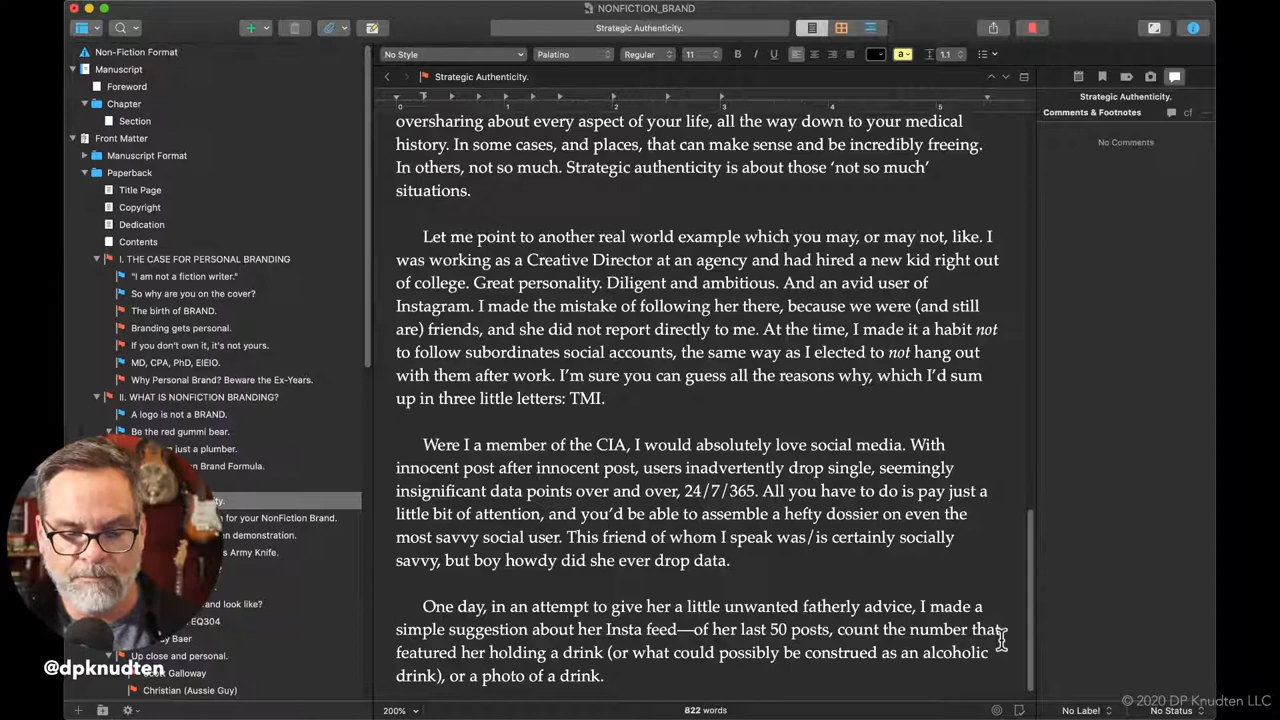 NONFICTION_BRAND
Strategic Authenticity.
No Style
Palatino
Regular
11
B I U
1.1
Strategic Authenticity.
0 1 2 3 4 5
Non-Fiction Format
Manuscript
Foreword
Chapter
Section
Front Matter
Manuscript Format
Paperback
Title Page
Copyright
Dedication
Contents
I. THE CASE FOR PERSONAL BRANDING
"I am not a fiction writer."
So why are you on the cover?
The birth of BRAND.
Branding gets personal.
If you don't own it, it's not yours.
MD, CPA, PhD, EIEIO.
Why Personal Brand? Beware the Ex-Years.
II. WHAT IS NONFICTION BRANDING?
A logo is not a BRAND.
Be the red gummi bear.
just a plumber.
Brand Formula.
for your NonFiction Brand.
demonstration.
Army Knife.
and look like?
EQ304
Baer
Up close and personal.
Galloway
Christian (Aussie Guy)
oversharing about every aspect of your life, all the way down to your medical
history. In some cases, and places, that can make sense and be incredibly freeing.
In others, not so much. Strategic authenticity is about those ‘not so much’
situations.
Let me point to another real world example which you may, or may not, like. I
was working as a Creative Director at an agency and had hired a new kid right out
of college. Great personality. Diligent and ambitious. And an avid user of
Instagram. I made the mistake of following her there, because we were (and still
are) friends, and she did not report directly to me. At the time, I made it a habit not
to follow subordinates social accounts, the same way as I elected to not hang out
with them after work. I’m sure you can guess all the reasons why, which I’d sum
up in three little letters: TMI.
Were I a member of the CIA, I would absolutely love social media. With
innocent post after innocent post, users inadvertently drop single, seemingly
insignificant data points over and over, 24/7/365. All you have to do is pay just a
little bit of attention, and you’d be able to assemble a hefty dossier on even the
most savvy social user. This friend of whom I speak was/is certainly socially
savvy, but boy howdy did she ever drop data.
One day, in an attempt to give her a little unwanted fatherly advice, I made a
simple suggestion about her Insta feed—of her last 50 posts, count the number that
featured her holding a drink (or what could possibly be construed as an alcoholic
drink), or a photo of a drink.
Strategic Authenticity.
Comments & Footnotes
cf
No Comments
@dpknudten
200%
822 words
No Label
No Status
© 2020 DP Knudten LLC